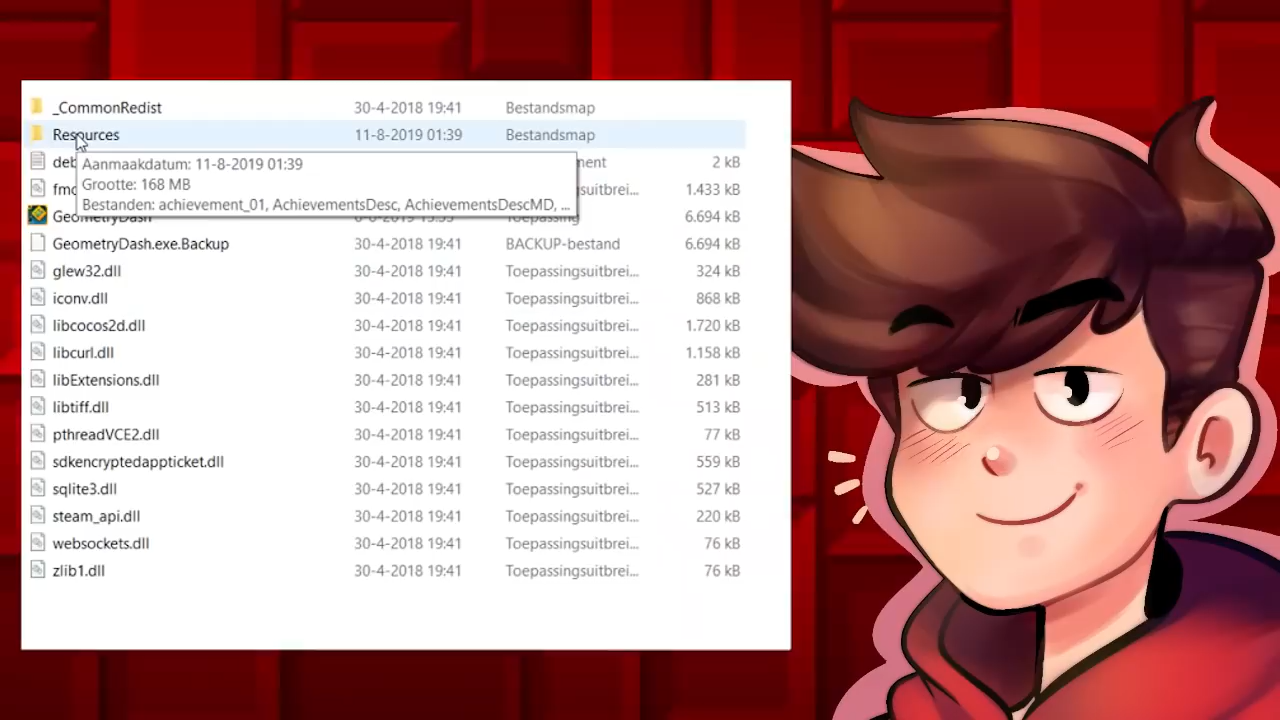 _CommonRedist 30-4-2018 19:41 Bestandsmap
Resources 11-8-2019 01:39 Bestandsmap
2 kB
Aanmaakdatum: 11-8-2019 01:39
Grootte: 168 MB
1.433 kB
Bestanden: achievement_01, AchievementsDesc, AchievementsDescMD, ...
GeometryDash Toepassing 6.694 kB
GeometryDash.exe.Backup 30-4-2018 19:41 BACKUP-bestand 6.694 kB
glew32.dll 30-4-2018 19:41 Toepassingsuitbrei... 324 kB
iconv.dll 30-4-2018 19:41 Toepassingsuitbrei... 868 kB
libcocos2d.dll 30-4-2018 19:41 Toepassingsuitbrei... 1.720 kB
libcurl.dll 30-4-2018 19:41 Toepassingsuitbrei... 1.158 kB
libExtensions.dll 30-4-2018 19:41 Toepassingsuitbrei... 281 kB
libtiff.dll 30-4-2018 19:41 Toepassingsuitbrei... 513 kB
pthreadVCE2.dll 30-4-2018 19:41 Toepassingsuitbrei... 77 kB
sdkencryptedappticket.dll 30-4-2018 19:41 Toepassingsuitbrei... 559 kB
sqlite3.dll 30-4-2018 19:41 Toepassingsuitbrei... 527 kB
steam_api.dll 30-4-2018 19:41 Toepassingsuitbrei... 220 kB
websockets.dll 30-4-2018 19:41 Toepassingsuitbrei... 76 kB
zlib1.dll 30-4-2018 19:41 Toepassingsuitbrei... 76 kB